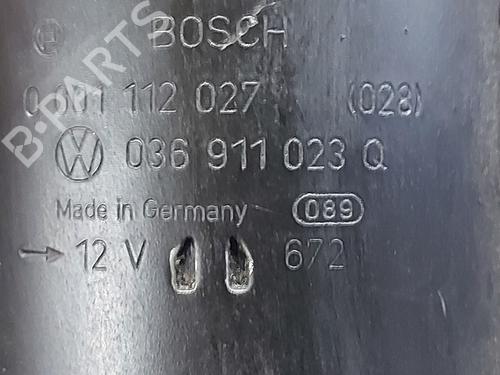 BOSCH
0 001 112 027 (028)
036 911 023 Q
Made in Germany 089
→ 12 V 672
B-PARTS